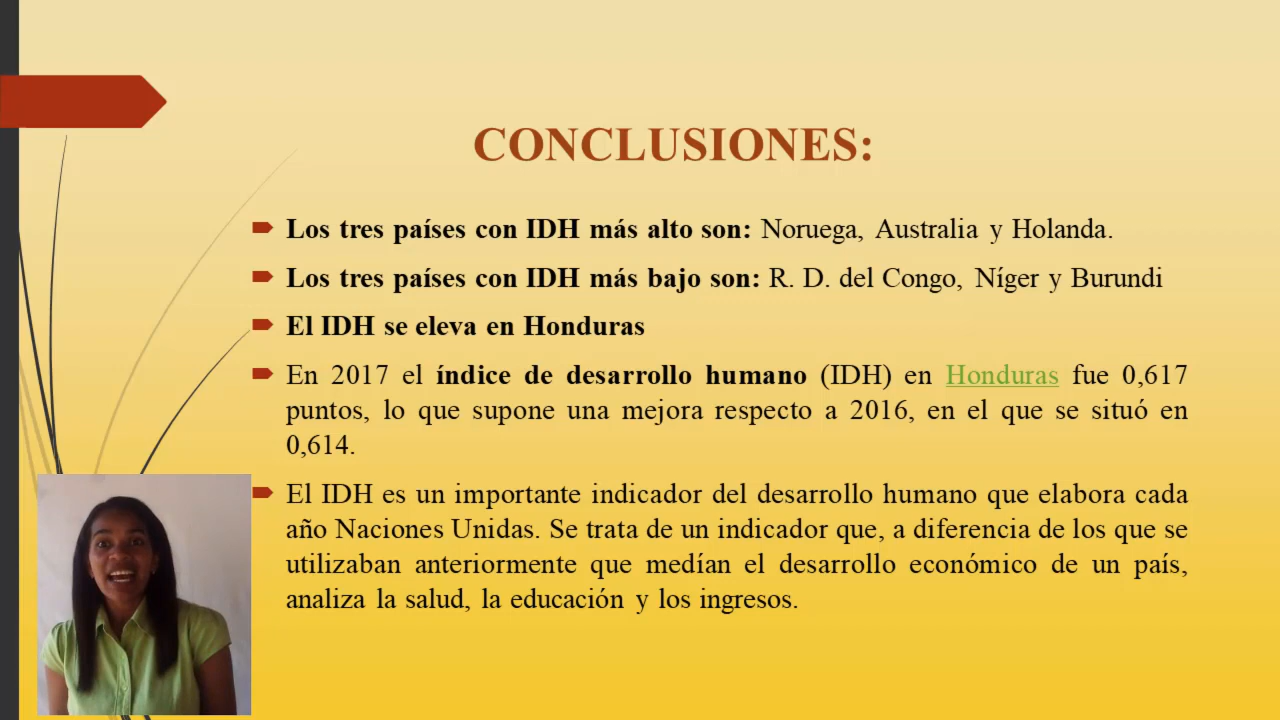 CONCLUSIONES:
Los tres países con IDH más alto son: Noruega, Australia y Holanda.
Los tres países con IDH más bajo son: R. D. del Congo, Níger y Burundi
El IDH se eleva en Honduras
En 2017 el índice de desarrollo humano (IDH) en Honduras fue 0,617
puntos, lo que supone una mejora respecto a 2016, en el que se situó en
0,614.
El IDH es un importante indicador del desarrollo humano que elabora cada
año Naciones Unidas. Se trata de un indicador que, a diferencia de los que se
utilizaban anteriormente que medían el desarrollo económico de un país,
analiza la salud, la educación y los ingresos.